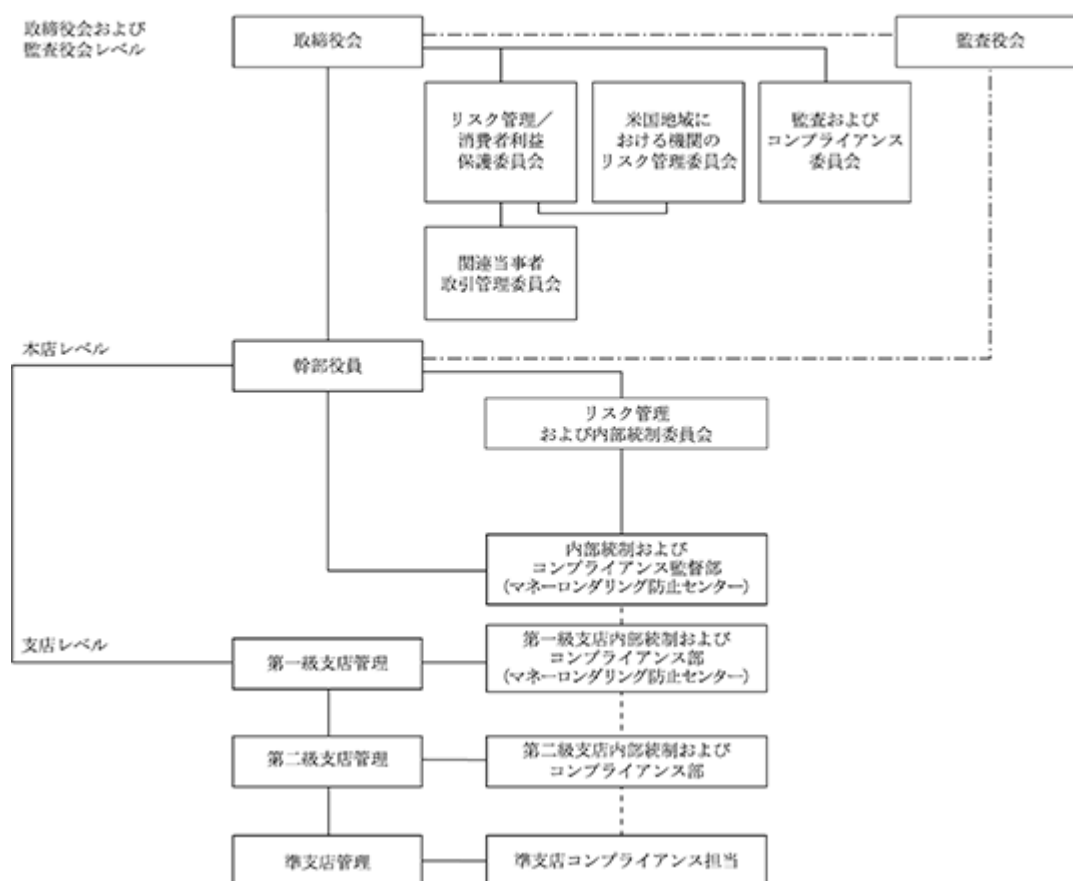 取締役会および
監査役会レベル
取締役会
監査役会
リスク管理／
消費者利益
保護委員会
米国地域に
おける機関の
リスク管理委員会
監査および
コンプライアンス
委員会
関連当事者
取引管理委員会
本店レベル
幹部役員
リスク管理
および内部統制委員会
内部統制および
コンプライアンス監督部
（マネーロンダリング防止センター）
支店レベル
第一級支店管理
第一級支店内部統制および
コンプライアンス部
（マネーロンダリング防止センター）
第二級支店管理
第二級支店内部統制および
コンプライアンス部
準支店管理
準支店コンプライアンス担当